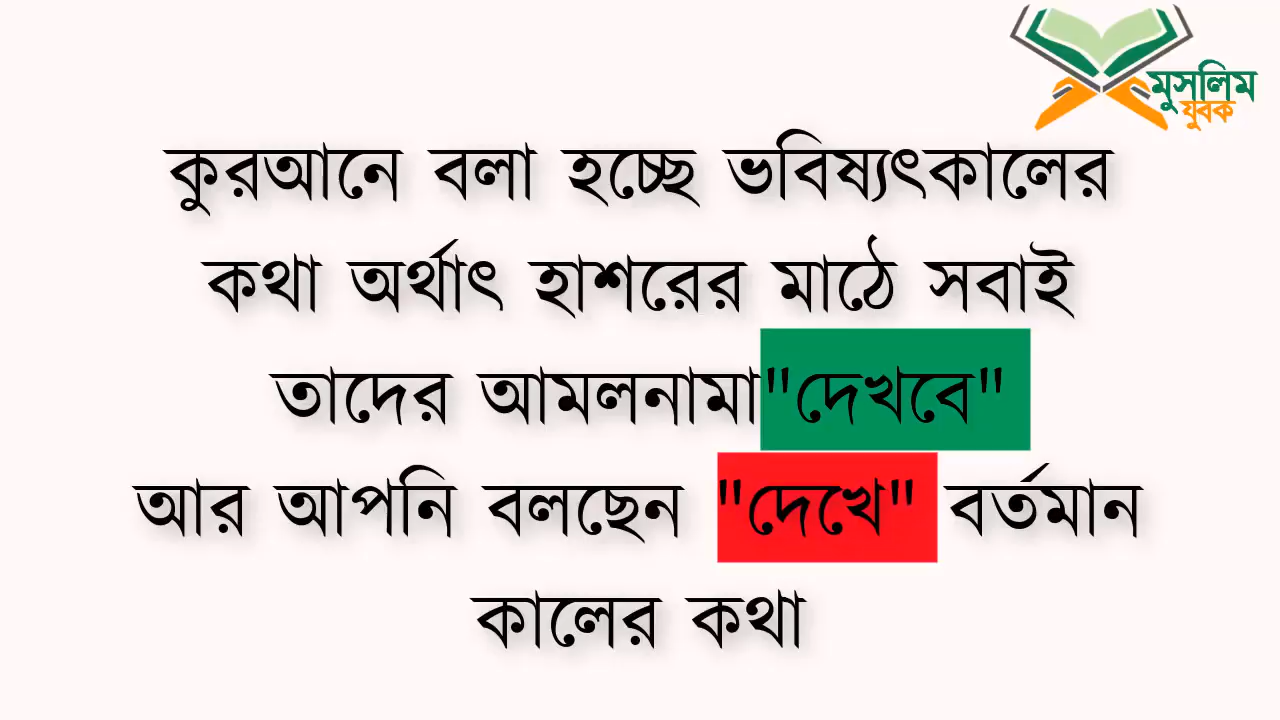 মুসলিম
যুবক
কুরআনে বলা হচ্ছে ভবিষ্যৎকালের
কথা অর্থাৎ হাশরের মাঠে সবাই
তাদের আমলনামা"দেখবে"
আর আপনি বলছেন "দেখে" বর্তমান
কালের কথা